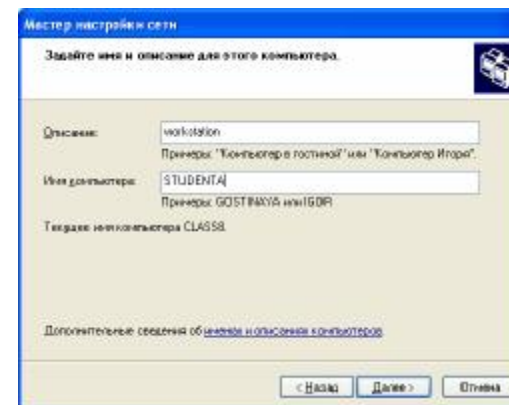 Мастер настройки сети
Задайте имя и описание для этого компьютера.
Описание:
workstation
Примеры: "Компьютер в гостиной" или "Компьютер Игоря".
Имя компьютера:
STUDENTA
Примеры: GOSTINAYA или IGOR
Текущее имя компьютера CLASS8.
Дополнительные сведения об именах и описаниях компьютеров.
< Назад
Далее >
Отмена